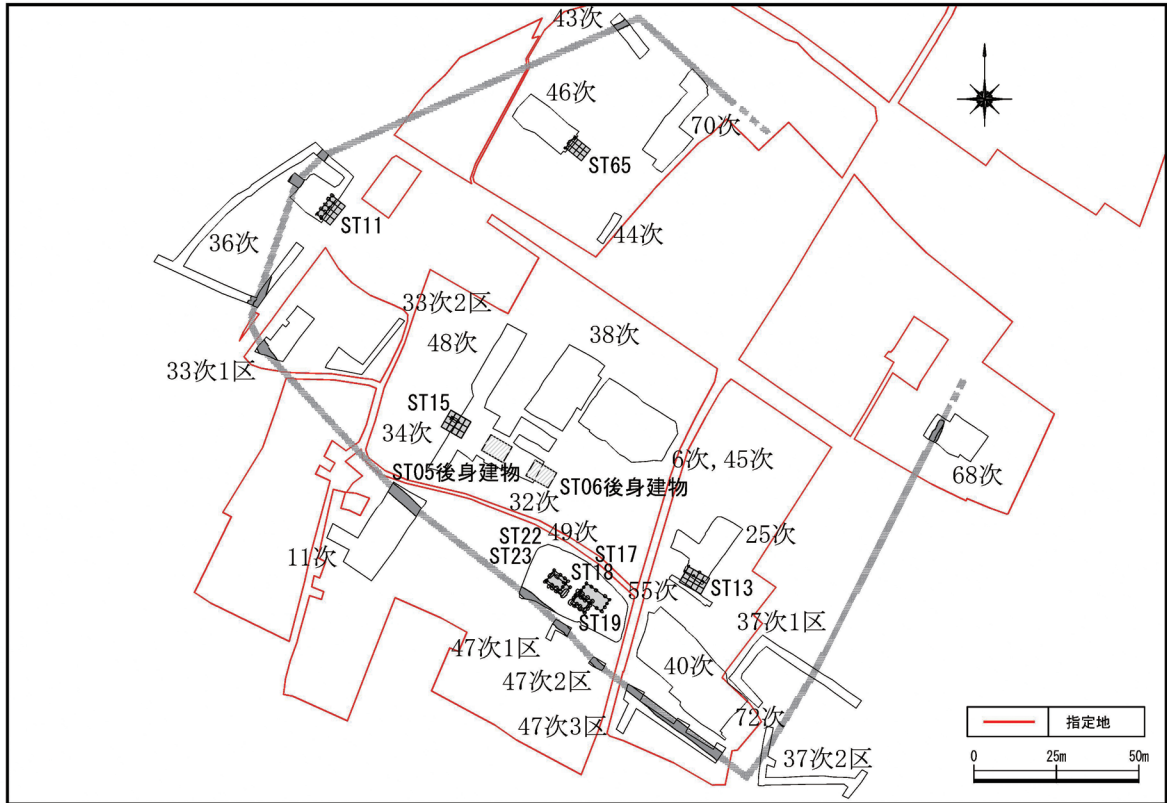 43次
46次
70次
ST65
ST11
44次
36次
33次2区
48次
38次
33次1区
ST15
34次
6次,45次
ST05後身建物
ST06後身建物
32次
68次
49次
ST22
ST17
25次
ST23
ST18
11次
55次
ST13
ST19
37次1区
47次1区
40次
47次2区
72次
47次3区
37次2区
指定地
0 25m 50m